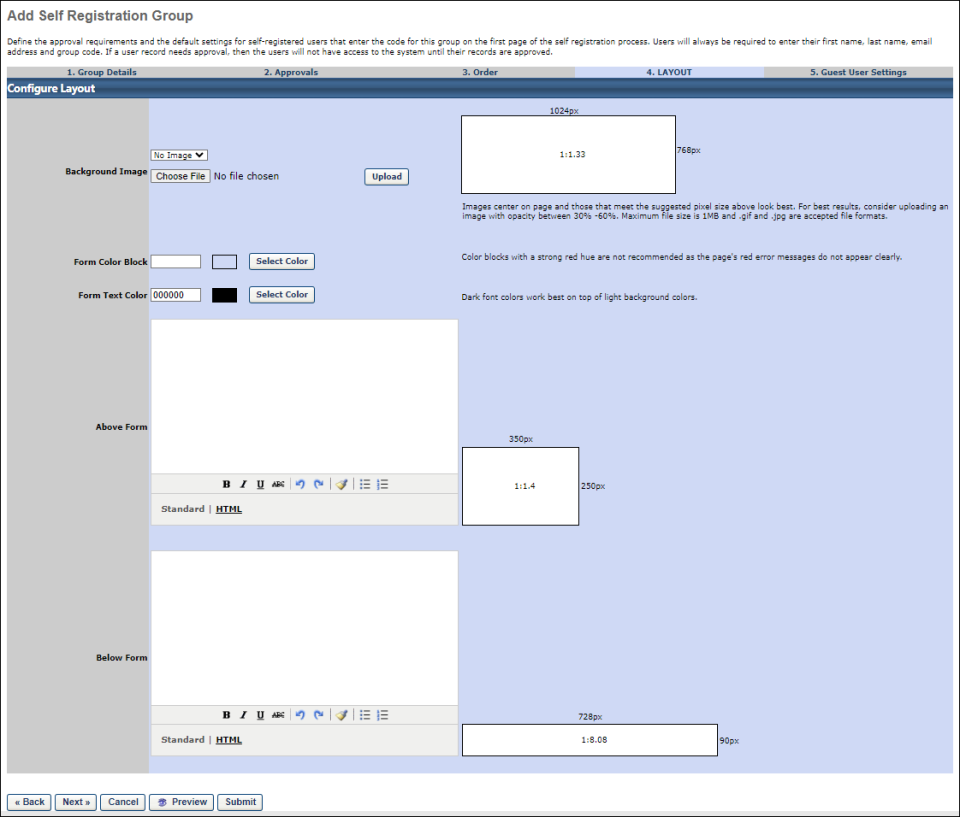 Add Self Registration Group
Define the approval requirements and the default settings for self-registered users that enter the code for this group on the first page of the self registration process. Users will always be required to enter their first name, last name, email
address and group code. If a user record needs approval, then the users will not have access to the system until their records are approved.
1. Group Details
2. Approvals
3. Order
4. LAYOUT
5. Guest User Settings
Configure Layout
1024px
Background Image
No Image
Choose File No file chosen
Upload
1:1.33
768px
Images center on page and those that meet the suggested pixel size above look best. For best results, consider uploading an
image with opacity between 30% -60%. Maximum file size is 1MB and .gif and .jpg are accepted file formats.
Form Color Block
Select Color
Color blocks with a strong red hue are not recommended as the page's red error messages do not appear clearly.
Form Text Color
000000
Select Color
Dark font colors work best on top of light background colors.
Above Form
B I U ABC
Standard | HTML
350px
1:1.4
250px
Below Form
B I U ABC
Standard | HTML
728px
1:8.08
90px
« Back
Next »
Cancel
Preview
Submit